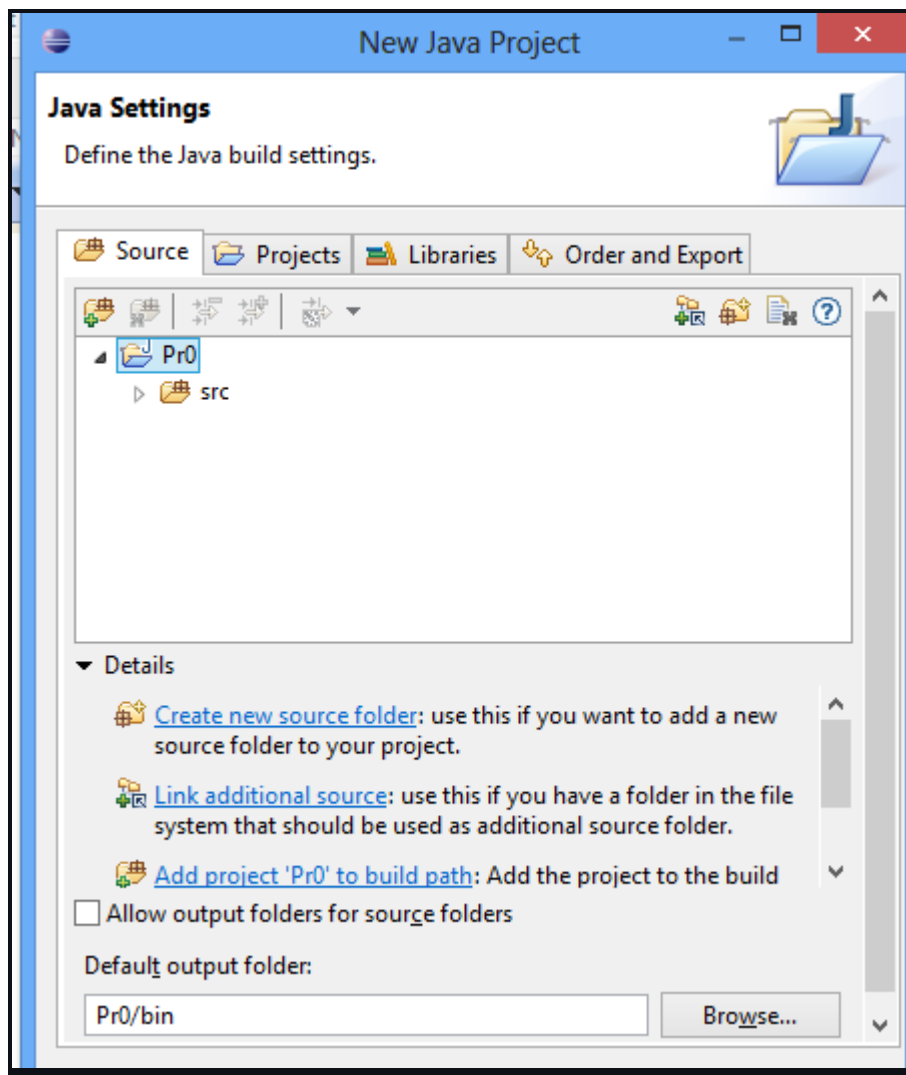 New Java Project
Java Settings
Define the Java build settings.
Source Projects Libraries Order and Export
Pr0
src
Details
Create new source folder: use this if you want to add a new
source folder to your project.
Link additional source: use this if you have a folder in the file
system that should be used as additional source folder.
Add project 'Pr0' to build path: Add the project to the build
Allow output folders for source folders
Default output folder:
Pr0/bin Browse...